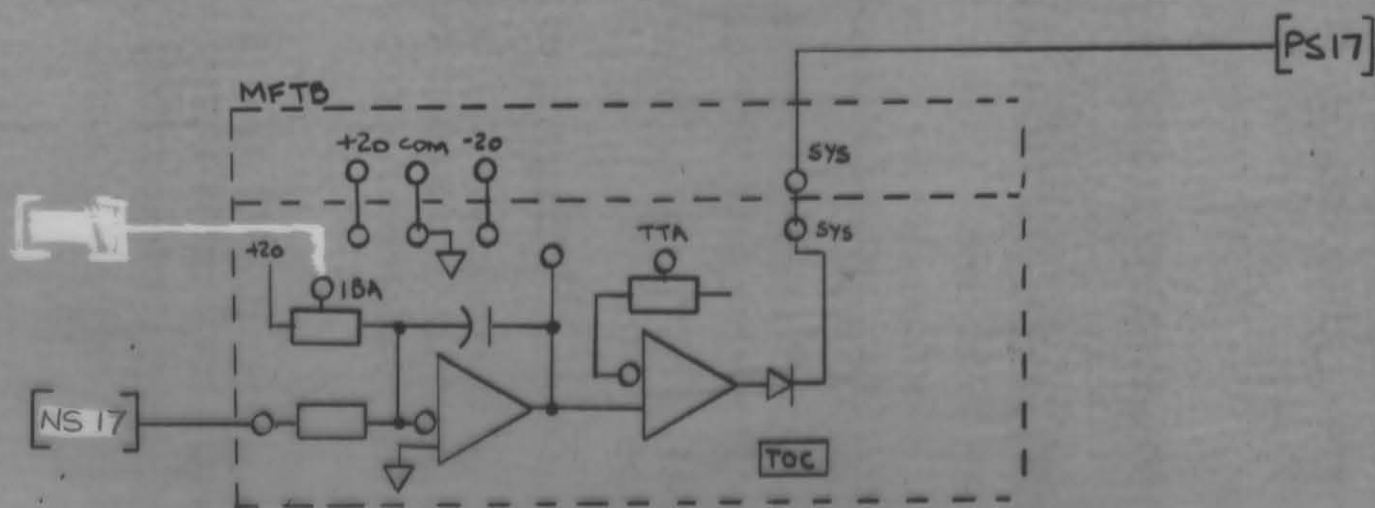 [PS17]
MFTB
+20 COM -20
SYS
SYS
TTA
+20
IBA
[NS 17]
TOC